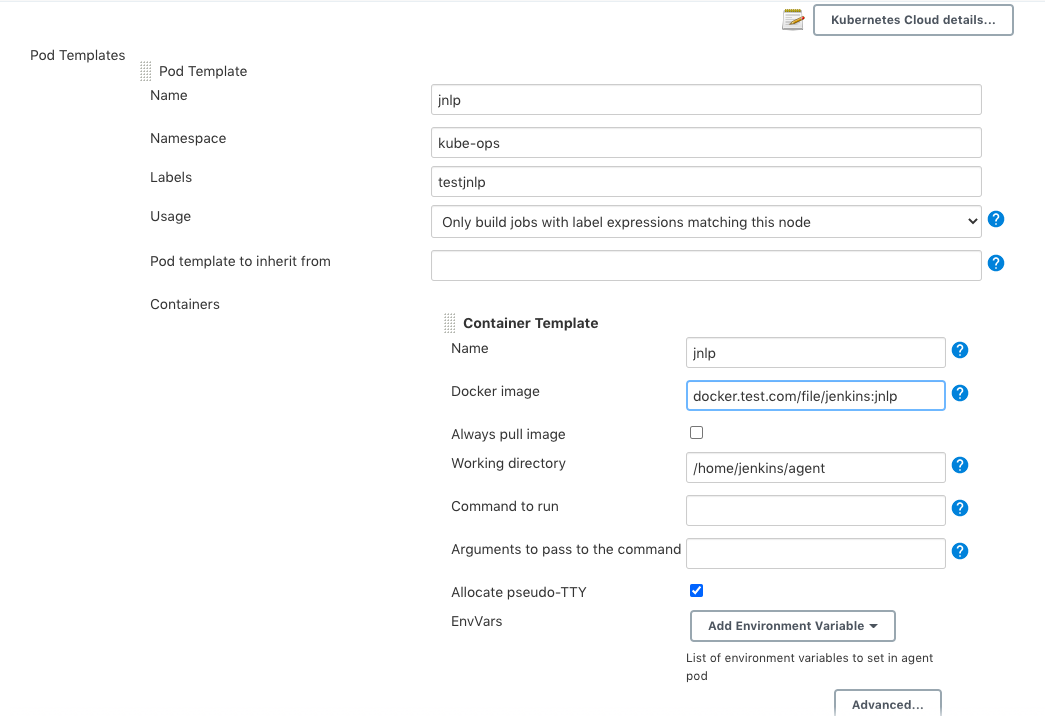 Kubernetes Cloud details...
Pod Templates
Pod Template
Name
jnlp
Namespace
kube-ops
Labels
testjnlp
Usage
Only build jobs with label expressions matching this node
?
Pod template to inherit from
?
Containers
Container Template
Name
jnlp
?
Docker image
docker.test.com/file/jenkins:jnlp
?
Always pull image
Working directory
/home/jenkins/agent
?
Command to run
?
Arguments to pass to the command
?
Allocate pseudo-TTY
EnvVars
Add Environment Variable
List of environment variables to set in agent
pod
Advanced...